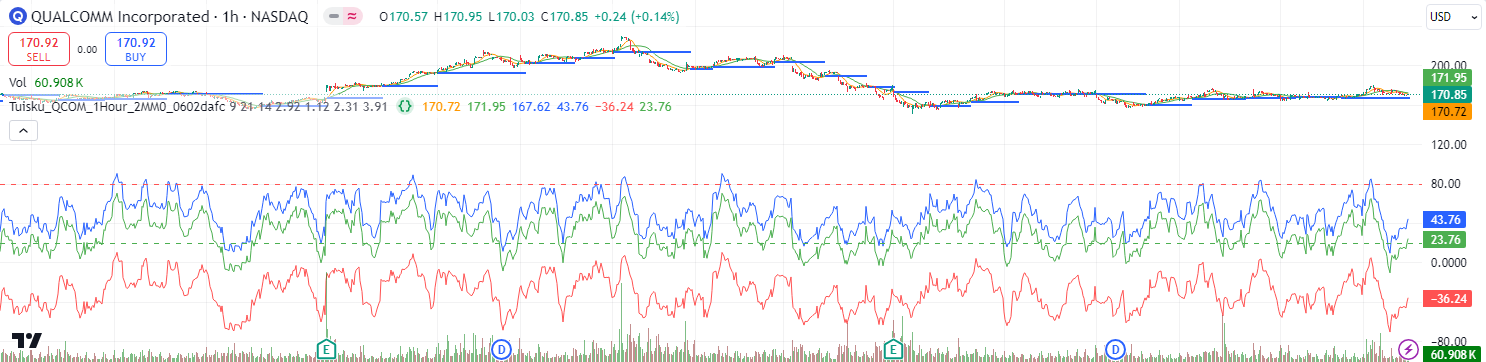 QUALCOMM Incorporated · 1h · NASDAQ O170.57 H170.95 L170.03 C170.85 +0.24 (+0.14%)
USD
170.92 SELL
0.00
170.92 BUY
Vol 60.908 K
Tuisku_QCOM_1Hour_2MM0_0602dafc 9 21 14 2.92 1.12 2.31 3.91 170.72 171.95 167.62 43.76 −36.24 23.76
200.00
171.95
170.85
170.72
120.00
80.00
43.76
23.76
0.0000
−36.24
−80.00
60.908 K
E
D
E
D